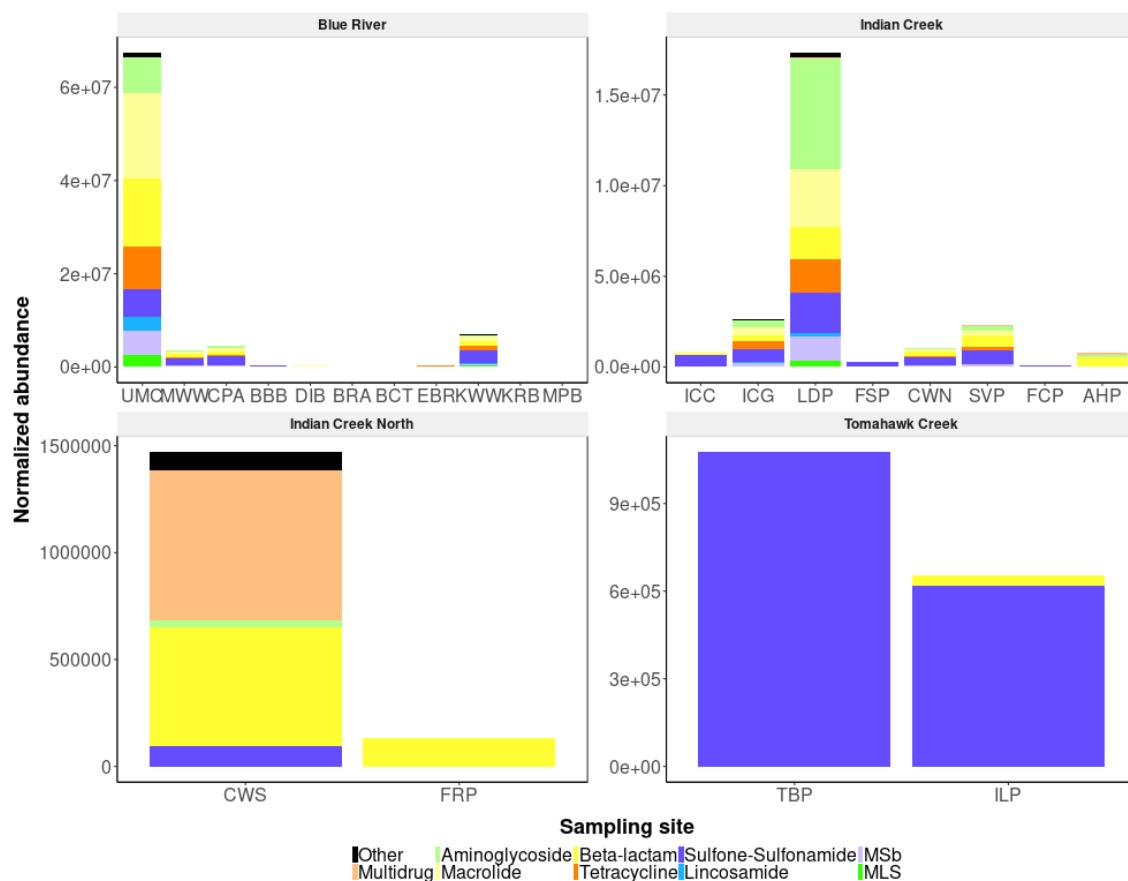 Blue River
Indian Creek
6e+07
4e+07
2e+07
0e+00
1.5e+07
1.0e+07
5.0e+06
0.0e+00
UMC MWW CPA BBB DIB BRA BCT EBR KWW KRB MPB
ICC ICG LDP FSP CWN SVP FCP AHP
Normalized abundance
Indian Creek North
Tomahawk Creek
1500000
1000000
500000
0
9e+05
6e+05
3e+05
0e+00
CWS FRP
TBP ILP
Sampling site
Other Aminoglycoside Beta-lactam Sulfone-Sulfonamide MSb
Multidrug Macrolide Tetracycline Lincosamide MLS